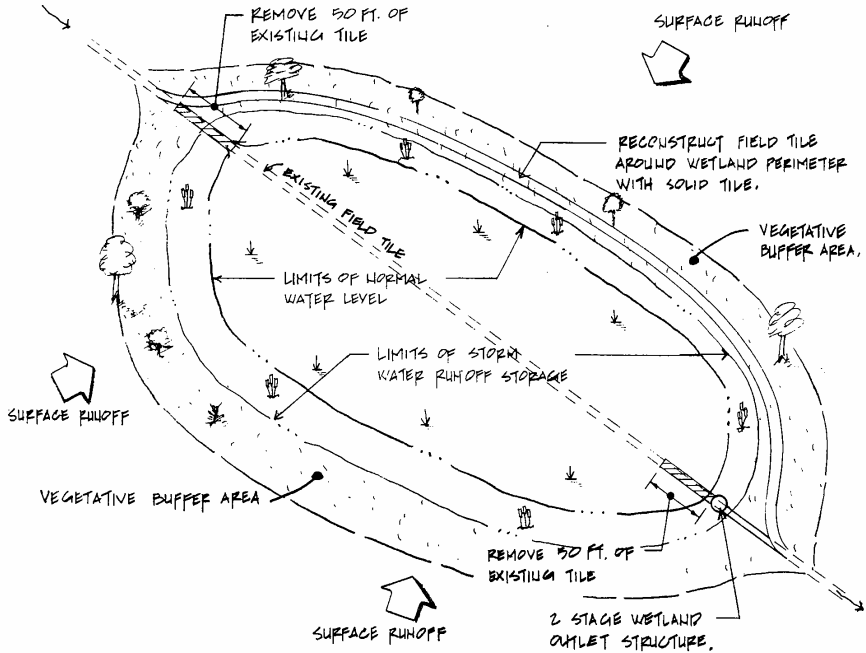 REMOVE 50 FT. OF
EXISTING TILE
SURFACE RUNOFF
RECONSTRUCT FIELD TILE
AROUND WETLAND PERIMETER
WITH SOLID TILE.
EXISTING FIELD TILE
VEGETATIVE
BUFFER AREA.
LIMITS OF NORMAL
WATER LEVEL
LIMITS OF STORM
WATER RUNOFF STORAGE
SURFACE RUNOFF
VEGETATIVE BUFFER AREA
REMOVE 50 FT. OF
EXISTING TILE
SURFACE RUNOFF
2 STAGE WETLAND
OUTLET STRUCTURE.